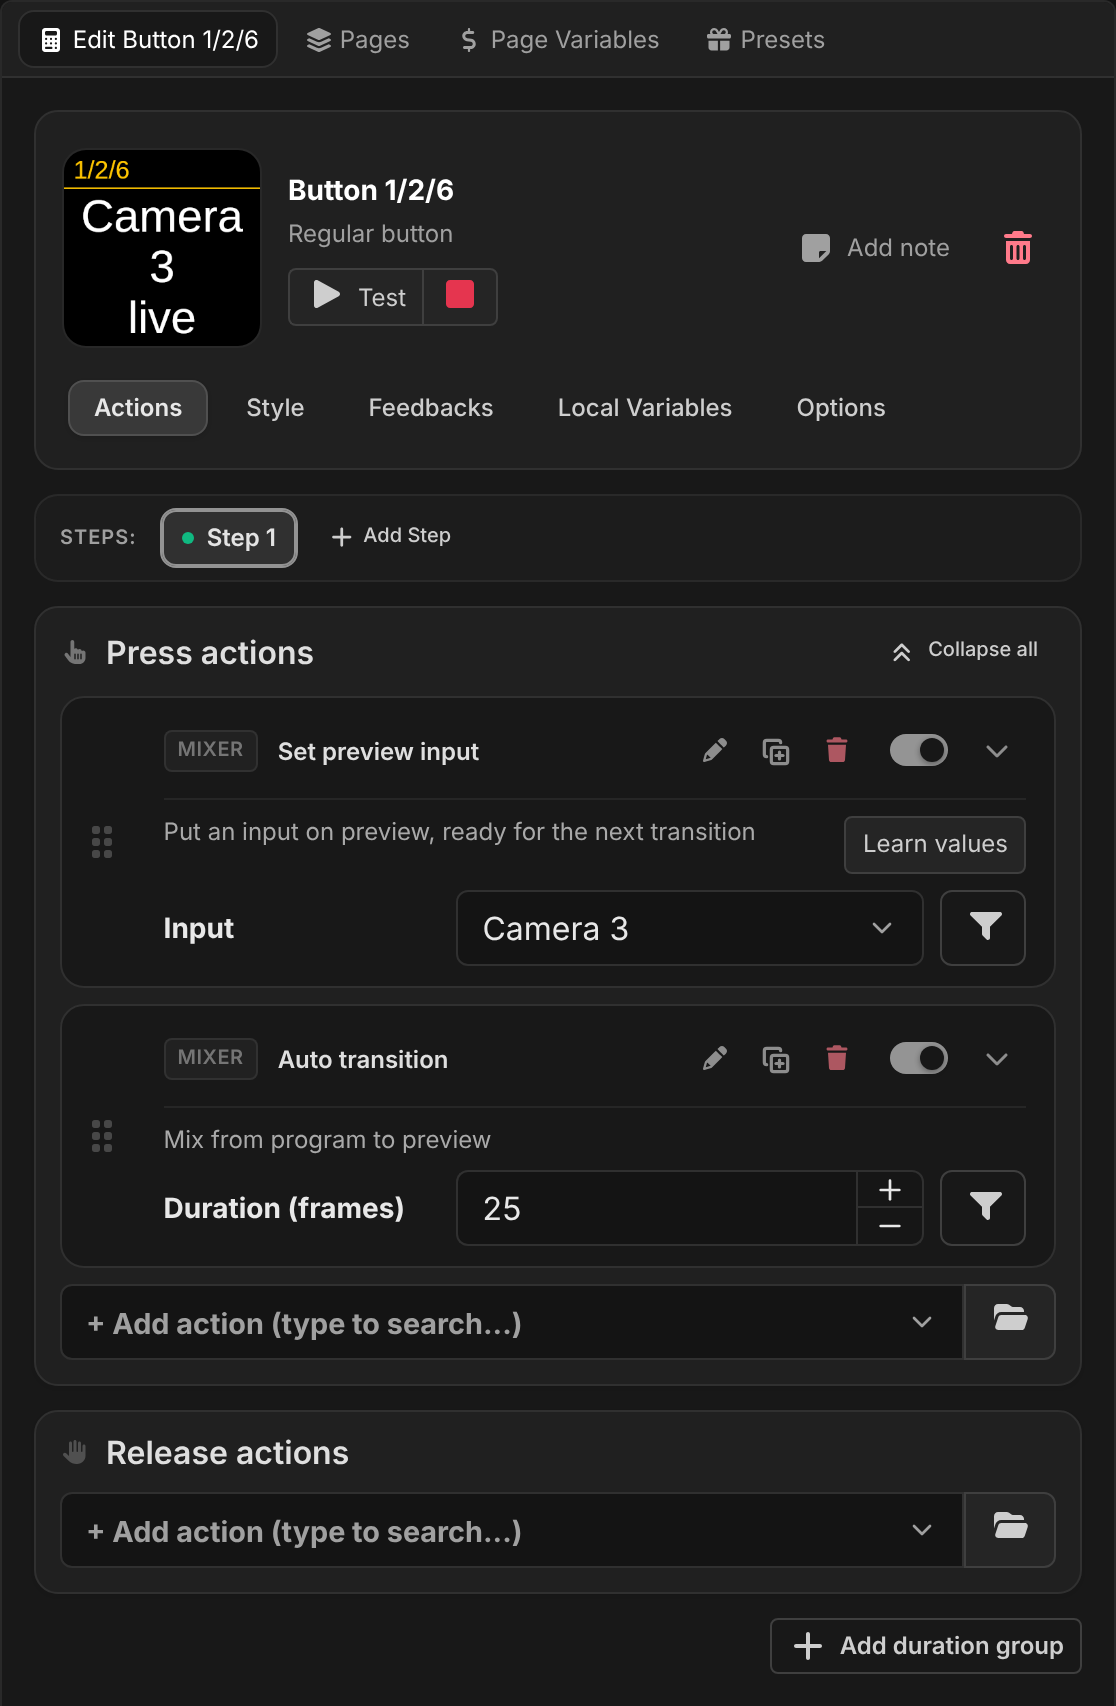 Edit Button 1/2/6 Pages Page Variables Presets
1/2/6
Camera
3
live
Button 1/2/6
Regular button
Test
Add note
Actions Style Feedbacks Local Variables Options
STEPS: Step 1 + Add Step
Press actions Collapse all
MIXER Set preview input
Put an input on preview, ready for the next transition Learn values
Input Camera 3
MIXER Auto transition
Mix from program to preview
Duration (frames) 25 + −
+ Add action (type to search...)
Release actions
+ Add action (type to search...)
+ Add duration group